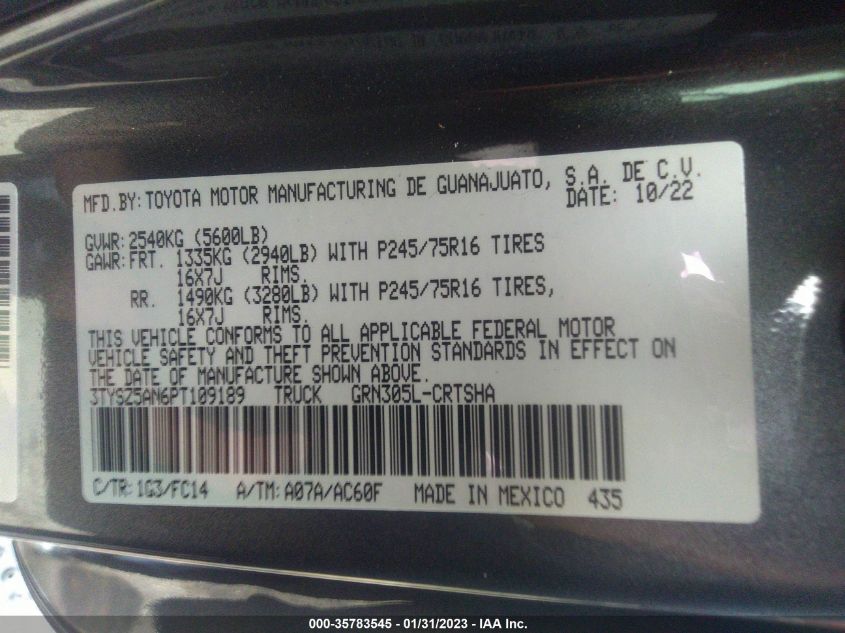 MFD.BY:TOYOTA MOTOR MANUFACTURING DE GUANAJUATO, S.A. DE C.V.
DATE: 10/22
GVWR:2540KG (5600LB)
GAWR:FRT. 1335KG (2940LB) WITH P245/75R16 TIRES
16X7J RIMS.
RR. 1490KG (3280LB) WITH P245/75R16 TIRES,
16X7J RIMS.
THIS VEHICLE CONFORMS TO ALL APPLICABLE FEDERAL MOTOR
VEHICLE SAFETY AND THEFT PREVENTION STANDARDS IN EFFECT ON
THE DATE OF MANUFACTURE SHOWN ABOVE.
3TYSZ5AN6PT109189 TRUCK GRN305L-CRTSHA
C/TR:1G3/FC14 A/TM:A07A/AC60F MADE IN MEXICO 435
000-35783545 - 01/31/2023 - IAA Inc.